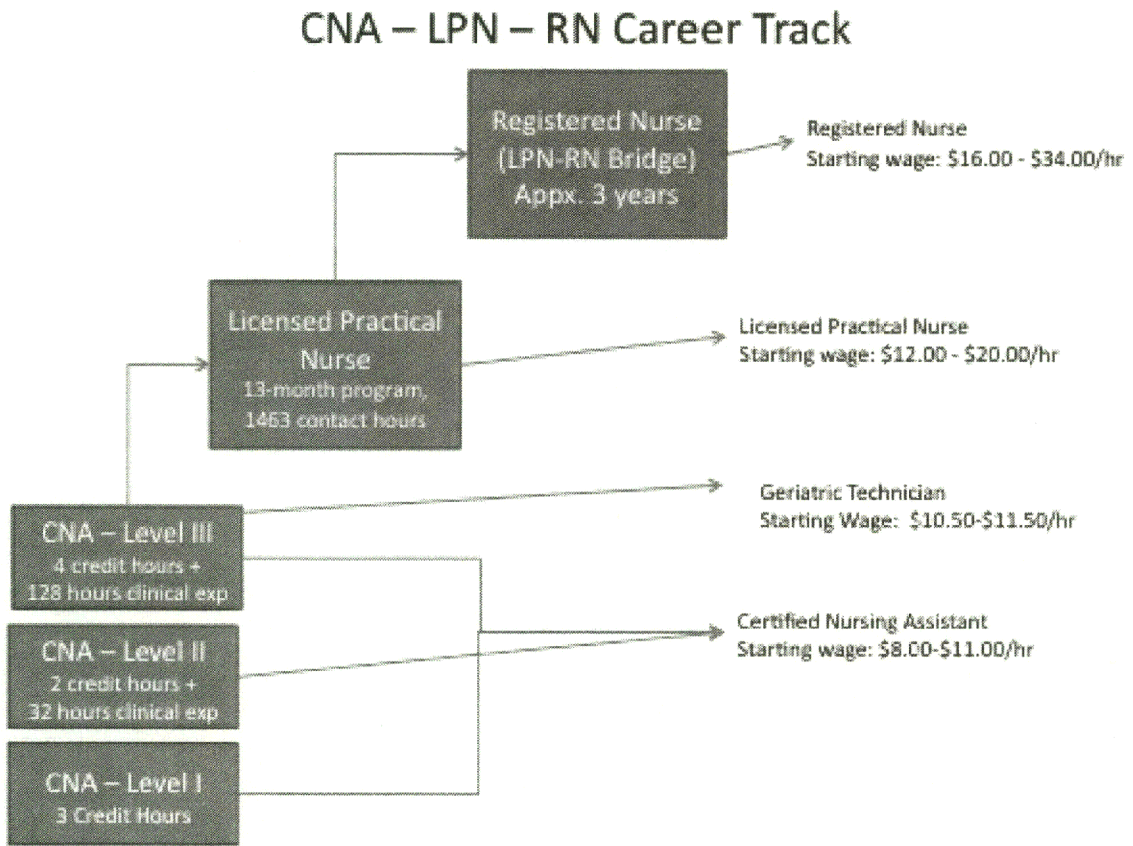 CNA – LPN – RN Career Track
Registered Nurse
(LPN-RN Bridge)
Appx. 3 years
Registered Nurse
Starting wage: $16.00 - $34.00/hr
Licensed Practical
Nurse
13-month program,
1463 contact hours
Licensed Practical Nurse
Starting wage: $12.00 - $20.00/hr
CNA – Level III
4 credit hours +
128 hours clinical exp
Geriatric Technician
Starting Wage: $10.50-$11.50/hr
CNA – Level II
2 credit hours +
32 hours clinical exp
Certified Nursing Assistant
Starting wage: $8.00-$11.00/hr
CNA – Level I
3 Credit Hours